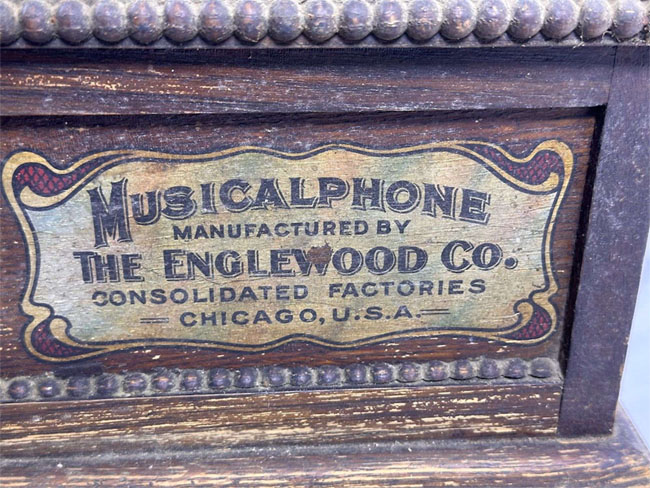 MUSICALPHONE
MANUFACTURED BY
THE ENGLEWOOD CO.
CONSOLIDATED FACTORIES
CHICAGO, U.S.A.